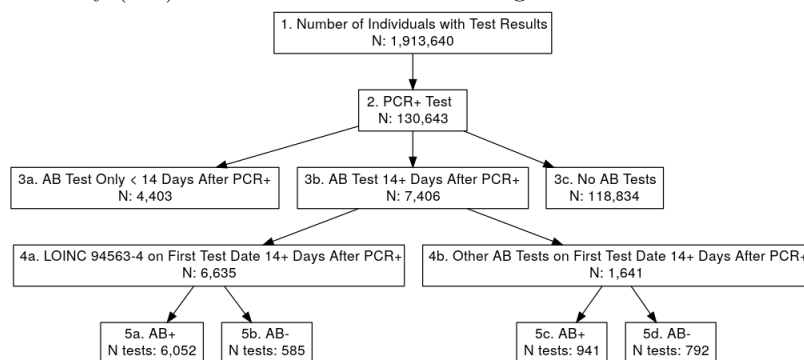 1. Number of Individuals with Test Results
N: 1,913,640
2. PCR+ Test
N: 130,643
3a. AB Test Only < 14 Days After PCR+
N: 4,403
3b. AB Test 14+ Days After PCR+
N: 7,406
3c. No AB Tests
N: 118,834
4a. LOINC 94563-4 on First Test Date 14+ Days After PCR+
N: 6,635
4b. Other AB Tests on First Test Date 14+ Days After PCR+
N: 1,641
5a. AB+
N tests: 6,052
5b. AB-
N tests: 585
5c. AB+
N tests: 941
5d. AB-
N tests: 792